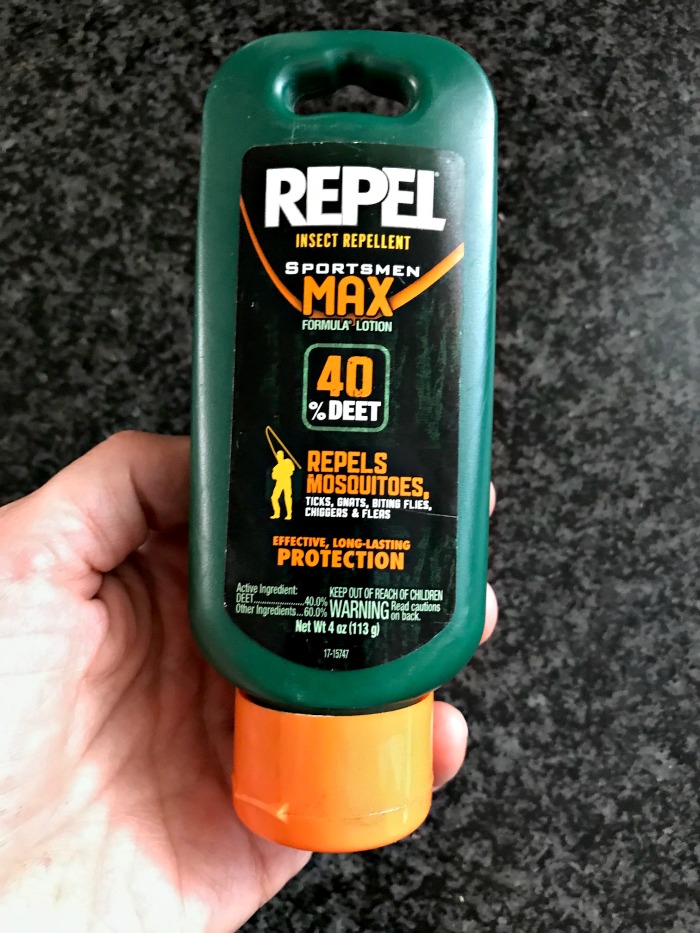 REPEL®
INSECT REPELLENT
SPORTSMEN
MAX
FORMULA® LOTION
40
% DEET
REPELS
MOSQUITOES,
TICKS, GNATS, BITING FLIES,
CHIGGERS & FLEAS
EFFECTIVE, LONG-LASTING
PROTECTION
Active Ingredient:
DEET.....................40.0%
Other Ingredients...60.0%
KEEP OUT OF REACH OF CHILDREN
WARNING Read cautions
on back.
Net Wt 4 oz (113 g)
17-15747